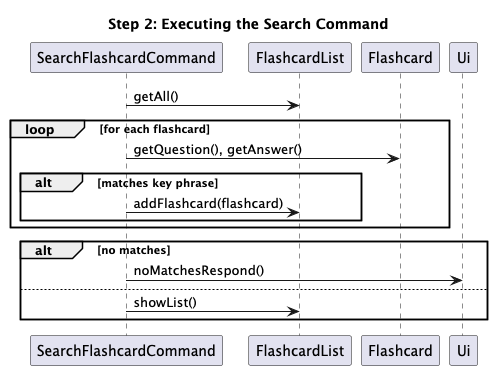 Step 2: Executing the Search Command
SearchFlashcardCommand FlashcardList Flashcard Ui
getAll()
loop [for each flashcard]
getQuestion(), getAnswer()
alt [matches key phrase]
addFlashcard(flashcard)
alt [no matches]
noMatchesRespond()
showList()
SearchFlashcardCommand FlashcardList Flashcard Ui